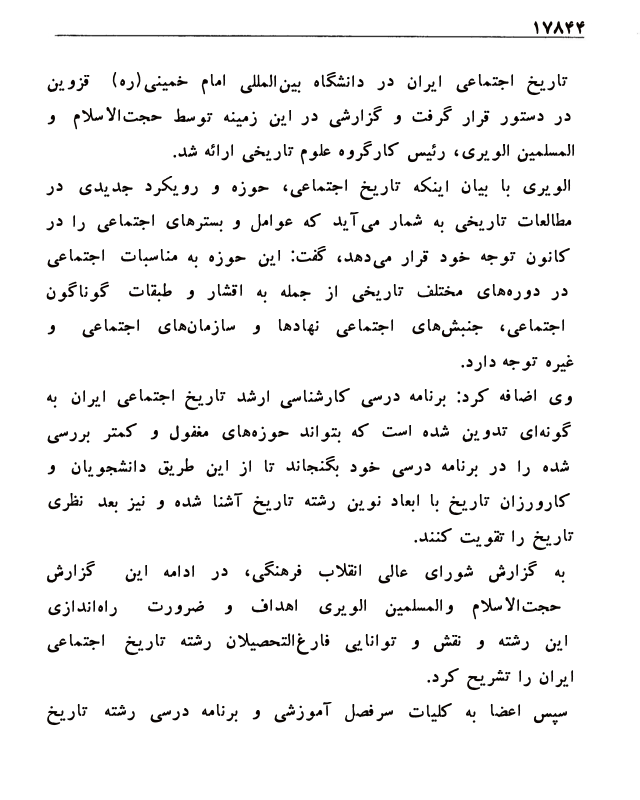 ۱۷۸۴۴
تاریخ اجتماعی ایران در دانشگاه بین‌المللی امام خمینی(ره) قزوین
در دستور قرار گرفت و گزارشی در این زمینه توسط حجت‌الاسلام و
المسلمین الویری، رئیس کارگروه علوم تاریخی ارائه شد.
الویری با بیان اینکه تاریخ اجتماعی، حوزه و رویکرد جدیدی در
مطالعات تاریخی به شمار می‌آید که عوامل و بسترهای اجتماعی را در
کانون توجه خود قرار می‌دهد، گفت: این حوزه به مناسبات اجتماعی
در دوره‌های مختلف تاریخی از جمله به اقشار و طبقات گوناگون
اجتماعی، جنبش‌های اجتماعی نهادها و سازمان‌های اجتماعی و
غیره توجه دارد.
وی اضافه کرد: برنامه درسی کارشناسی ارشد تاریخ اجتماعی ایران به
گونه‌ای تدوین شده است که بتواند حوزه‌های مغفول و کمتر بررسی
شده را در برنامه درسی خود بگنجاند تا از این طریق دانشجویان و
کارورزان تاریخ با ابعاد نوین رشته تاریخ آشنا شده و نیز بعد نظری
تاریخ را تقویت کنند.
به گزارش شورای عالی انقلاب فرهنگی، در ادامه این گزارش
حجت‌الاسلام والمسلمین الویری اهداف و ضرورت راه‌اندازی
این رشته و نقش و توانایی فارغ‌التحصیلان رشته تاریخ اجتماعی
ایران را تشریح کرد.
سپس اعضا به کلیات سرفصل آموزشی و برنامه درسی رشته تاریخ